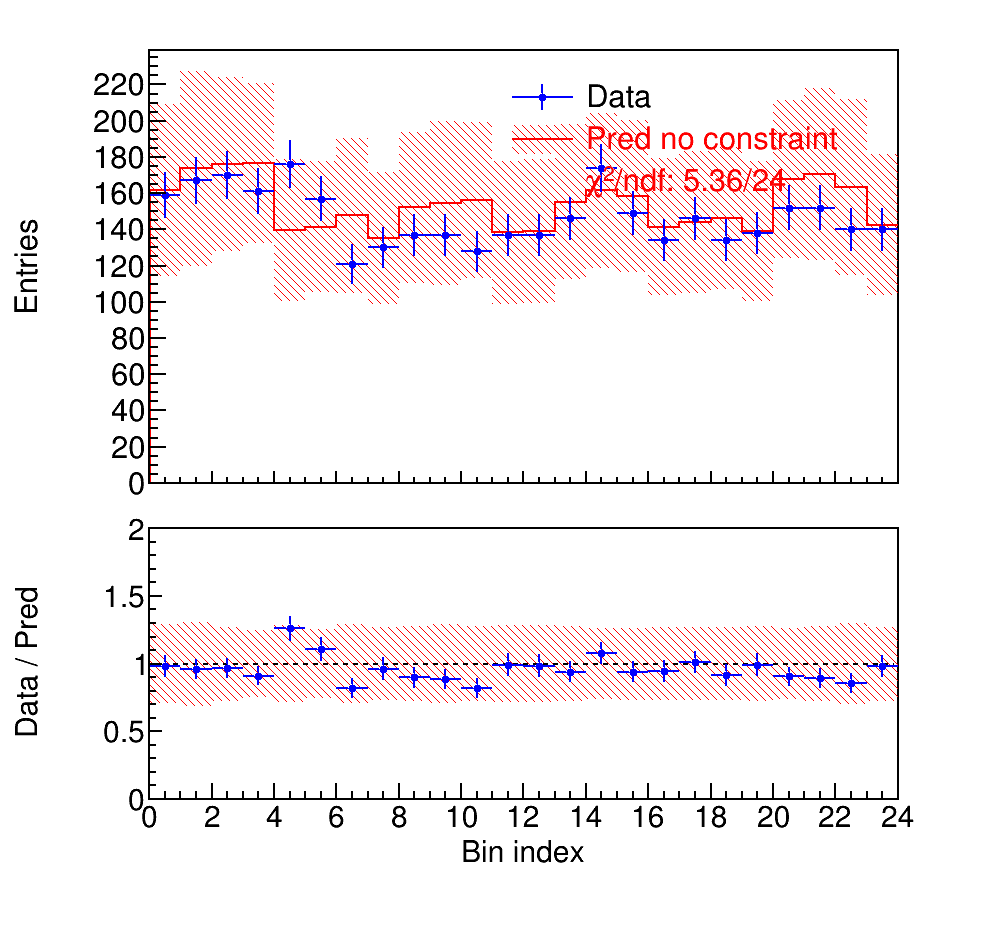 Entries
220
200
180
160
140
120
100
80
60
40
20
0
Data
Pred no constraint
χ²/ndf: 5.36/24
Data / Pred
2
1.5
1
0.5
0
0 2 4 6 8 10 12 14 16 18 20 22 24
Bin index